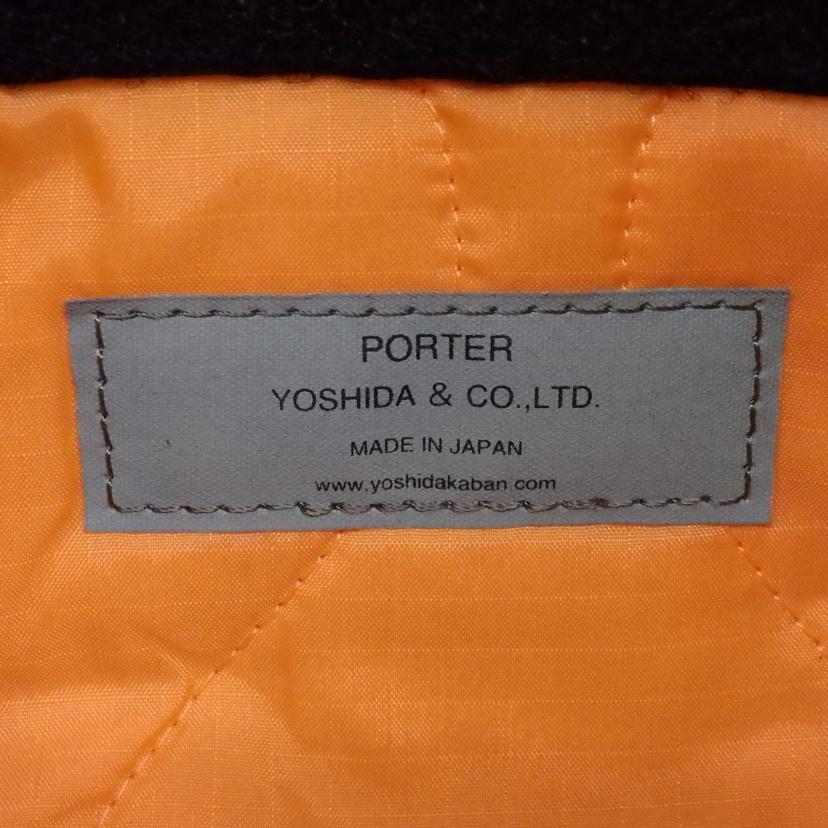 PORTER
YOSHIDA & CO.,LTD.
MADE IN JAPAN
www.yoshidakaban.com